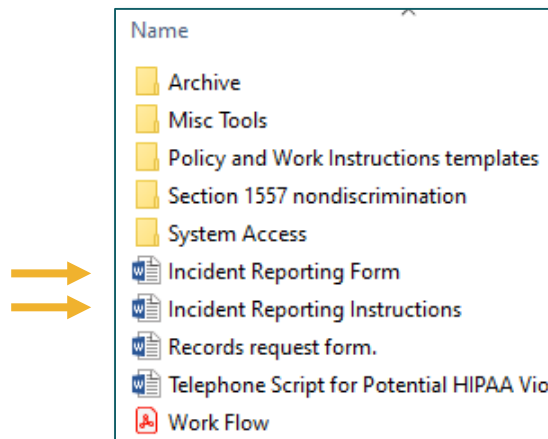 Name
Archive
Misc Tools
Policy and Work Instructions templates
Section 1557 nondiscrimination
System Access
Incident Reporting Form
Incident Reporting Instructions
Records request form.
Telephone Script for Potential HIPAA Vio
Work Flow